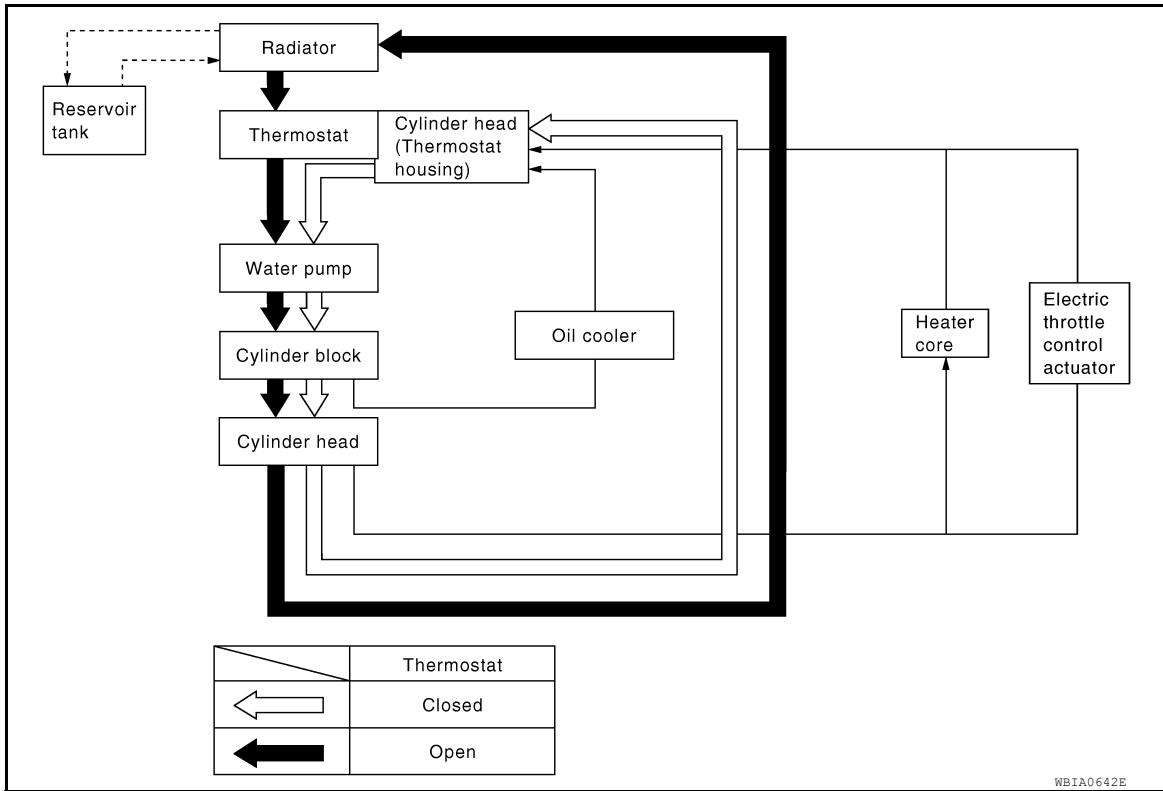 Radiator
Reservoir
tank
Thermostat
Cylinder head
(Thermostat
housing)
Water pump
Cylinder block
Cylinder head
Oil cooler
Heater
core
Electric
throttle
control
actuator
Thermostat
Closed
Open
WBIA0642E